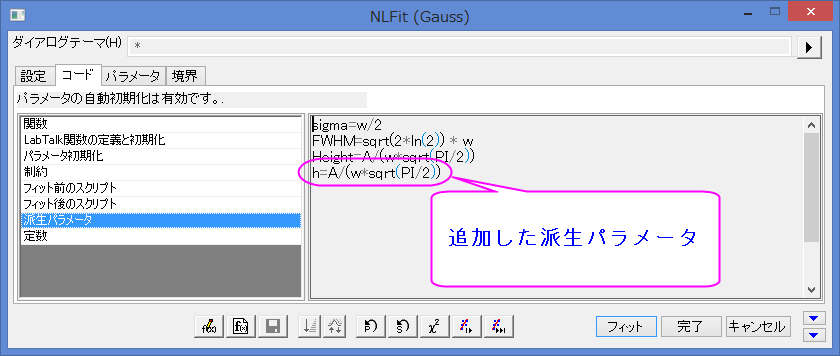 NLFit (Gauss)
ダイアログテーマ(H) *
設定 コード パラメータ 境界
パラメータの自動初期化は有効です。.
関数
LabTalk関数の定義と初期化
パラメータ初期化
制約
フィット前のスクリプト
フィット後のスクリプト
派生パラメータ
定数
sigma=w/2
FWHM=sqrt(2*ln(2)) * w
Height=A/(w*sqrt(PI/2))
h=A/(w*sqrt(PI/2))
追加した派生パラメータ
フィット 完了 キャンセル